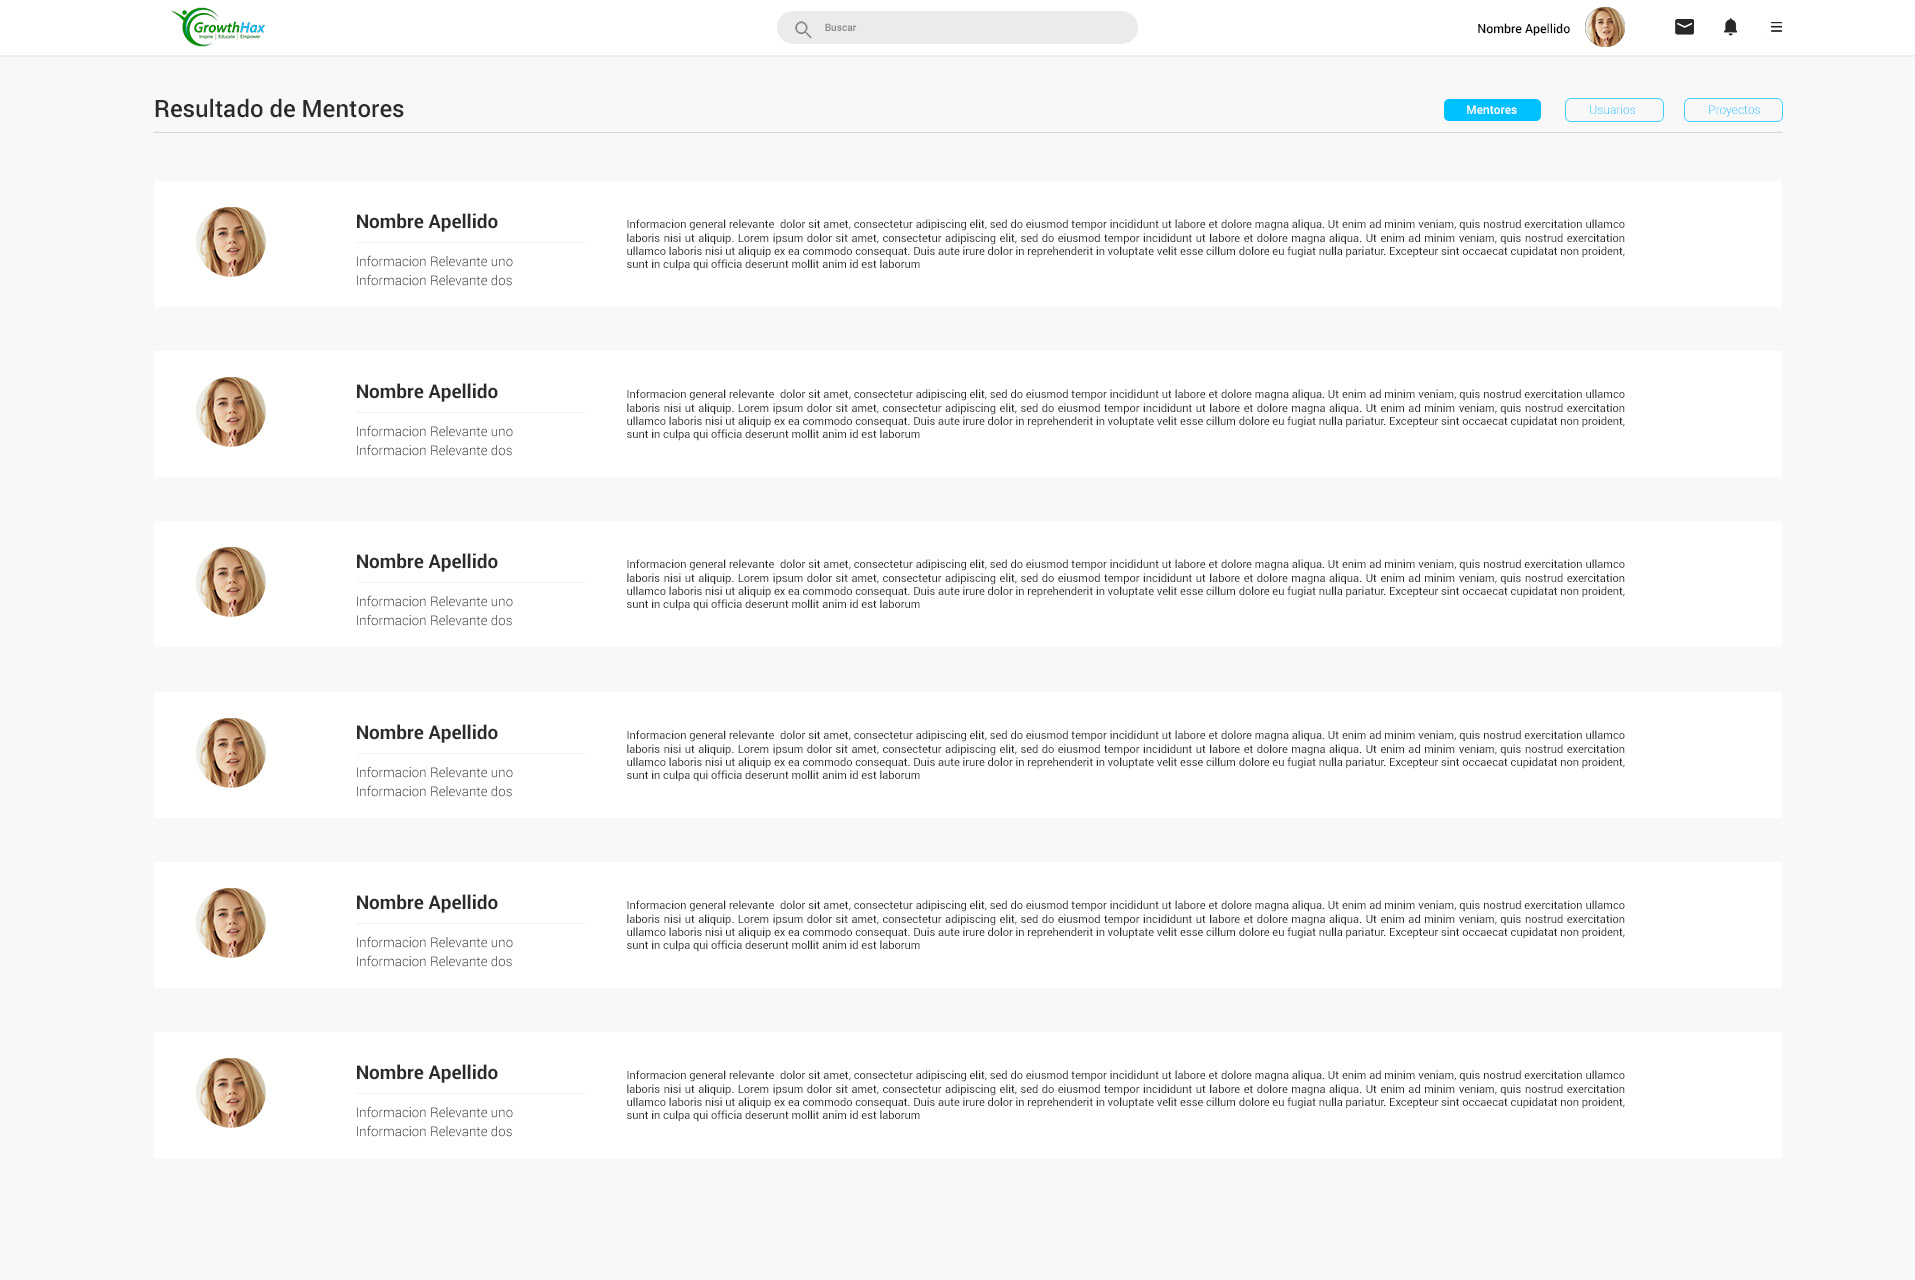 GrowthHax
Inspire | Educate | Empower
Buscar
Nombre Apellido
Resultado de Mentores
Mentores
Usuarios
Proyectos
Nombre Apellido
Informacion Relevante uno
Informacion Relevante dos
Informacion general relevante  dolor sit amet, consectetur adipiscing elit, sed do eiusmod tempor incididunt ut labore et dolore magna aliqua. Ut enim ad minim veniam, quis nostrud exercitation ullamco
laboris nisi ut aliquip. Lorem ipsum dolor sit amet, consectetur adipiscing elit, sed do eiusmod tempor incididunt ut labore et dolore magna aliqua. Ut enim ad minim veniam, quis nostrud exercitation
ullamco laboris nisi ut aliquip ex ea commodo consequat. Duis aute irure dolor in reprehenderit in voluptate velit esse cillum dolore eu fugiat nulla pariatur. Excepteur sint occaecat cupidatat non proident,
sunt in culpa qui officia deserunt mollit anim id est laborum
Nombre Apellido
Informacion Relevante uno
Informacion Relevante dos
Informacion general relevante  dolor sit amet, consectetur adipiscing elit, sed do eiusmod tempor incididunt ut labore et dolore magna aliqua. Ut enim ad minim veniam, quis nostrud exercitation ullamco
laboris nisi ut aliquip. Lorem ipsum dolor sit amet, consectetur adipiscing elit, sed do eiusmod tempor incididunt ut labore et dolore magna aliqua. Ut enim ad minim veniam, quis nostrud exercitation
ullamco laboris nisi ut aliquip ex ea commodo consequat. Duis aute irure dolor in reprehenderit in voluptate velit esse cillum dolore eu fugiat nulla pariatur. Excepteur sint occaecat cupidatat non proident,
sunt in culpa qui officia deserunt mollit anim id est laborum
Nombre Apellido
Informacion Relevante uno
Informacion Relevante dos
Informacion general relevante  dolor sit amet, consectetur adipiscing elit, sed do eiusmod tempor incididunt ut labore et dolore magna aliqua. Ut enim ad minim veniam, quis nostrud exercitation ullamco
laboris nisi ut aliquip. Lorem ipsum dolor sit amet, consectetur adipiscing elit, sed do eiusmod tempor incididunt ut labore et dolore magna aliqua. Ut enim ad minim veniam, quis nostrud exercitation
ullamco laboris nisi ut aliquip ex ea commodo consequat. Duis aute irure dolor in reprehenderit in voluptate velit esse cillum dolore eu fugiat nulla pariatur. Excepteur sint occaecat cupidatat non proident,
sunt in culpa qui officia deserunt mollit anim id est laborum
Nombre Apellido
Informacion Relevante uno
Informacion Relevante dos
Informacion general relevante  dolor sit amet, consectetur adipiscing elit, sed do eiusmod tempor incididunt ut labore et dolore magna aliqua. Ut enim ad minim veniam, quis nostrud exercitation ullamco
laboris nisi ut aliquip. Lorem ipsum dolor sit amet, consectetur adipiscing elit, sed do eiusmod tempor incididunt ut labore et dolore magna aliqua. Ut enim ad minim veniam, quis nostrud exercitation
ullamco laboris nisi ut aliquip ex ea commodo consequat. Duis aute irure dolor in reprehenderit in voluptate velit esse cillum dolore eu fugiat nulla pariatur. Excepteur sint occaecat cupidatat non proident,
sunt in culpa qui officia deserunt mollit anim id est laborum
Nombre Apellido
Informacion Relevante uno
Informacion Relevante dos
Informacion general relevante  dolor sit amet, consectetur adipiscing elit, sed do eiusmod tempor incididunt ut labore et dolore magna aliqua. Ut enim ad minim veniam, quis nostrud exercitation ullamco
laboris nisi ut aliquip. Lorem ipsum dolor sit amet, consectetur adipiscing elit, sed do eiusmod tempor incididunt ut labore et dolore magna aliqua. Ut enim ad minim veniam, quis nostrud exercitation
ullamco laboris nisi ut aliquip ex ea commodo consequat. Duis aute irure dolor in reprehenderit in voluptate velit esse cillum dolore eu fugiat nulla pariatur. Excepteur sint occaecat cupidatat non proident,
sunt in culpa qui officia deserunt mollit anim id est laborum
Nombre Apellido
Informacion Relevante uno
Informacion Relevante dos
Informacion general relevante  dolor sit amet, consectetur adipiscing elit, sed do eiusmod tempor incididunt ut labore et dolore magna aliqua. Ut enim ad minim veniam, quis nostrud exercitation ullamco
laboris nisi ut aliquip. Lorem ipsum dolor sit amet, consectetur adipiscing elit, sed do eiusmod tempor incididunt ut labore et dolore magna aliqua. Ut enim ad minim veniam, quis nostrud exercitation
ullamco laboris nisi ut aliquip ex ea commodo consequat. Duis aute irure dolor in reprehenderit in voluptate velit esse cillum dolore eu fugiat nulla pariatur. Excepteur sint occaecat cupidatat non proident,
sunt in culpa qui officia deserunt mollit anim id est laborum